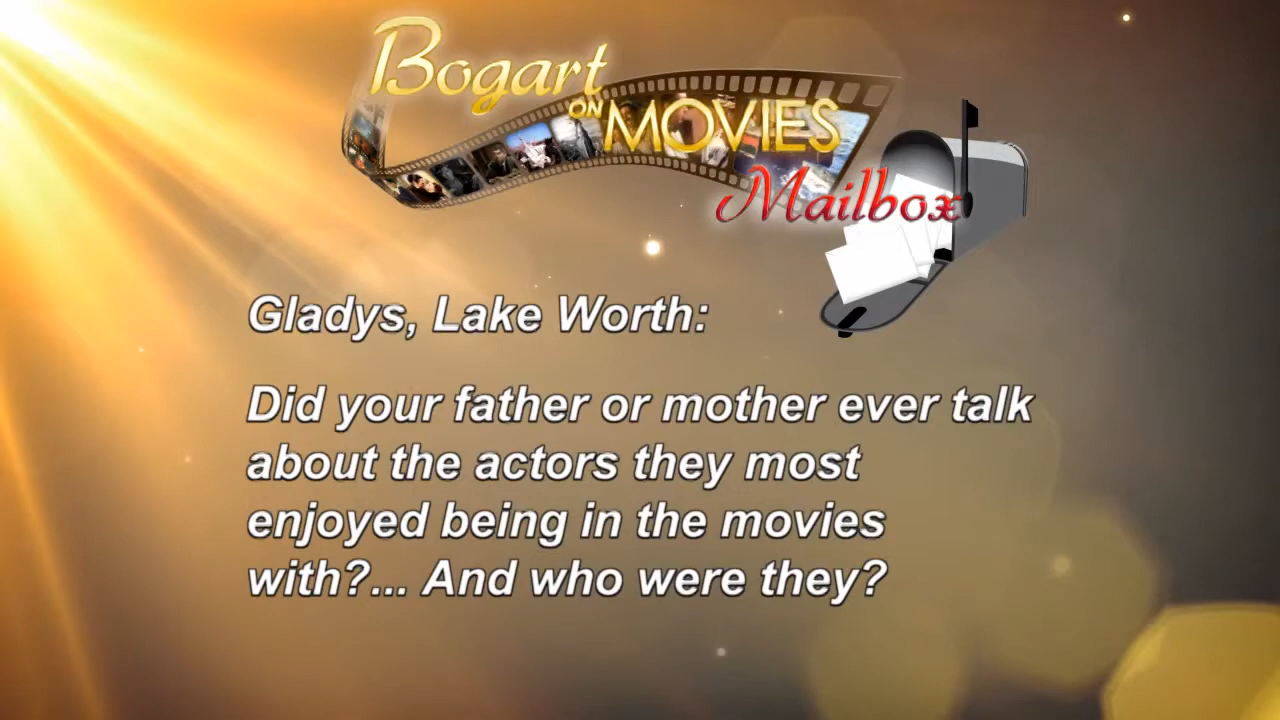 Bogart
ON MOVIES
Mailbox
Gladys, Lake Worth:
Did your father or mother ever talk
about the actors they most
enjoyed being in the movies
with?... And who were they?